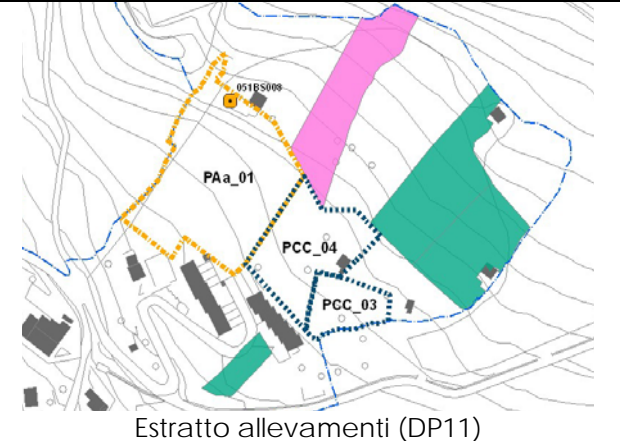 051BS008
PAa_01
PCC_04
PCC_03
Estratto allevamenti (DP11)